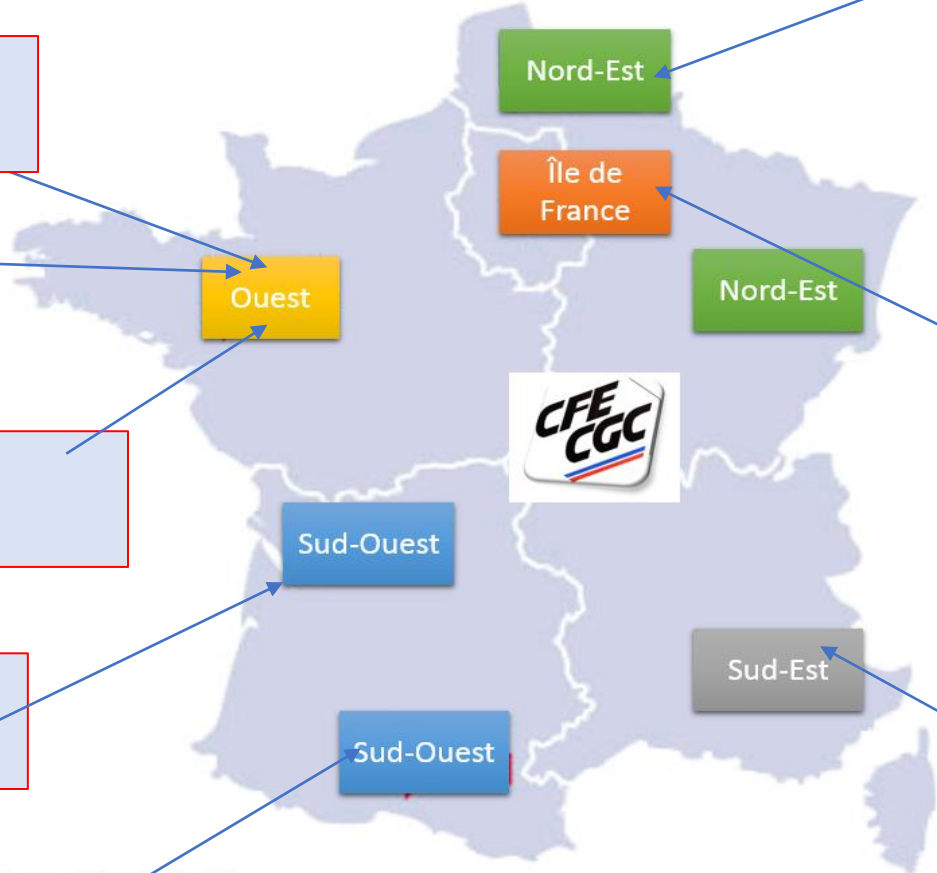 Nord-Est
Île de
France
Ouest
Nord-Est
CFE
CGC
Sud-Ouest
Sud-Est
Sud-Ouest